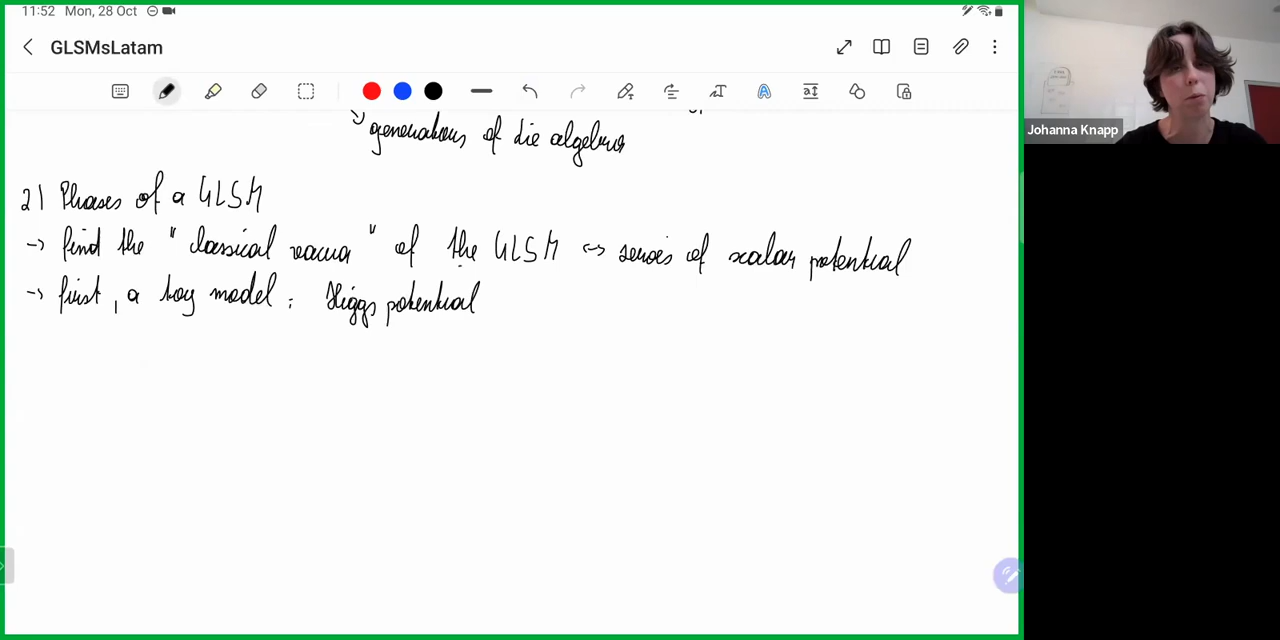 11:52 Mon, 28 Oct
GLSMsLatam
generators of Lie algebra
2) Phases of a GLSM
-> find the "classical vacua" of the GLSM <-> zeroes of scalar potential
-> first, a toy model: Higgs potential
Johanna Knapp